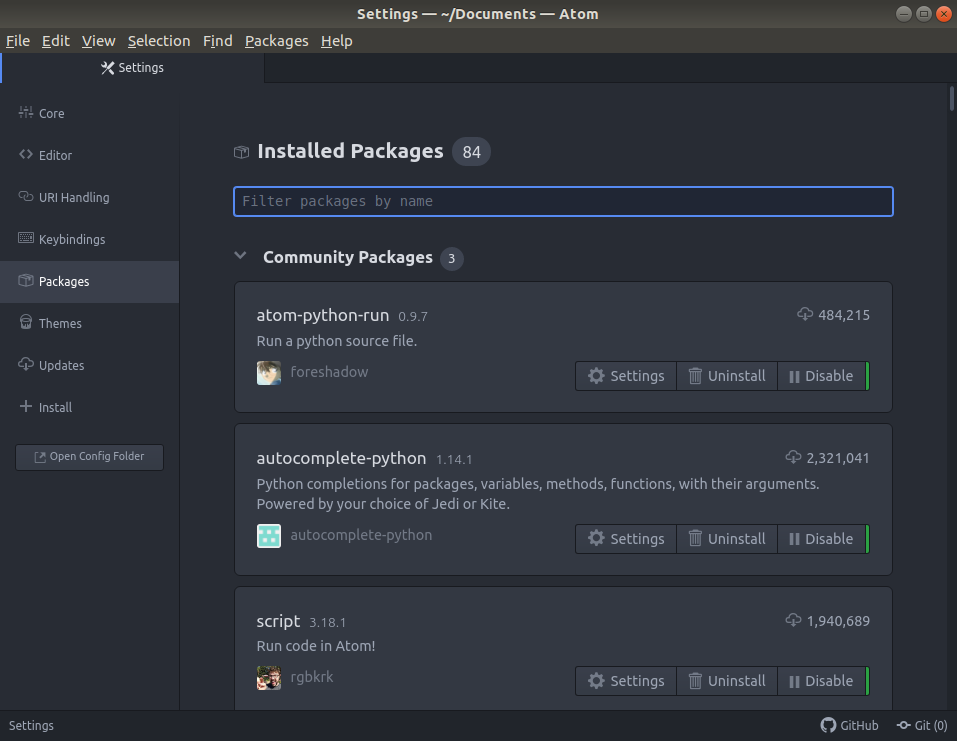 Settings — ~/Documents — Atom
File Edit View Selection Find Packages Help
Settings
Core
Editor
URI Handling
Keybindings
Packages
Themes
Updates
Install
Open Config Folder
Installed Packages 84
Filter packages by name
Community Packages 3
atom-python-run 0.9.7 484,215
Run a python source file.
foreshadow
Settings Uninstall Disable
autocomplete-python 1.14.1 2,321,041
Python completions for packages, variables, methods, functions, with their arguments.
Powered by your choice of Jedi or Kite.
autocomplete-python
Settings Uninstall Disable
script 3.18.1 1,940,689
Run code in Atom!
rgbkrk
Settings Uninstall Disable
Settings GitHub Git (0)